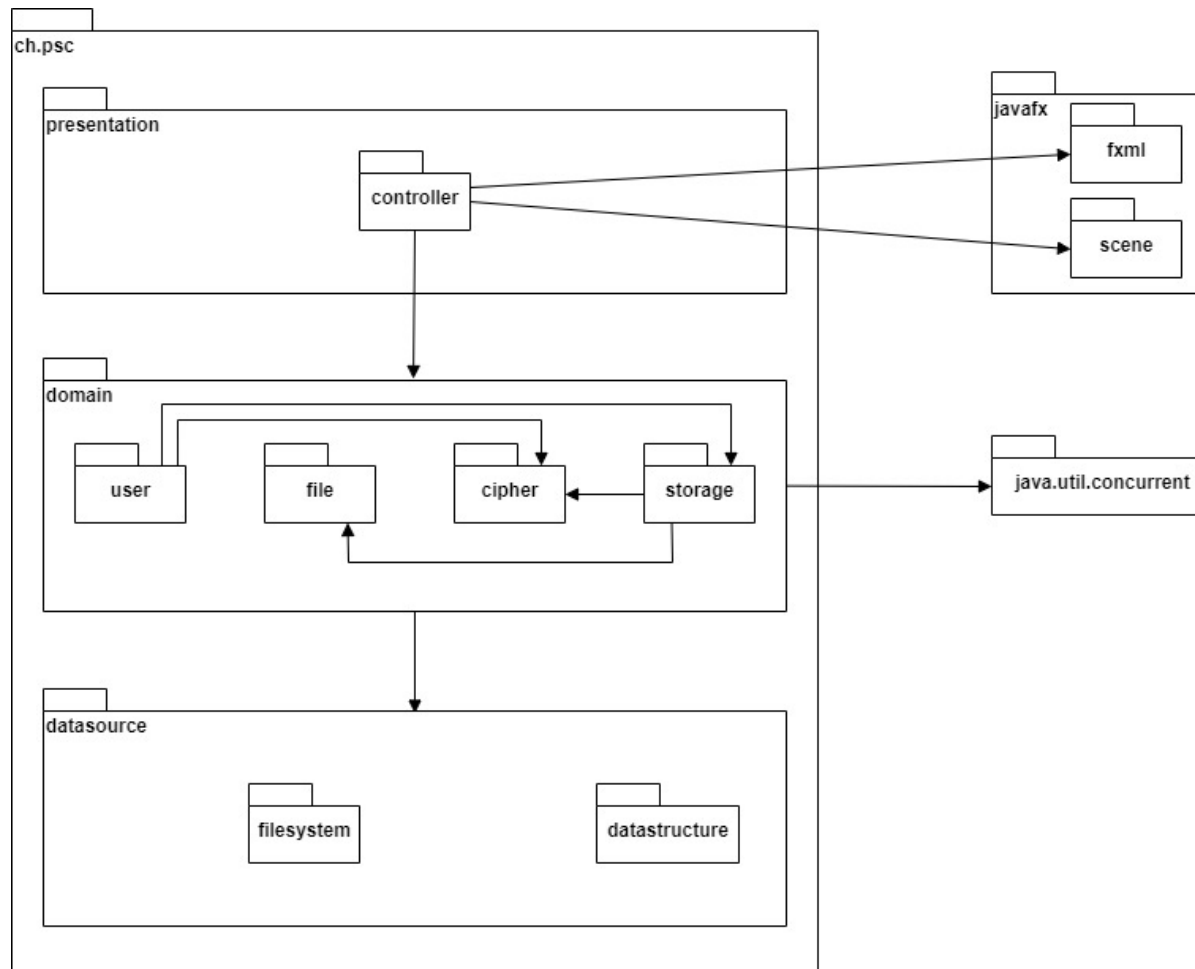 ch.psc
presentation
controller
javafx
fxml
scene
domain
user
file
cipher
storage
java.util.concurrent
datasource
filesystem
datastructure